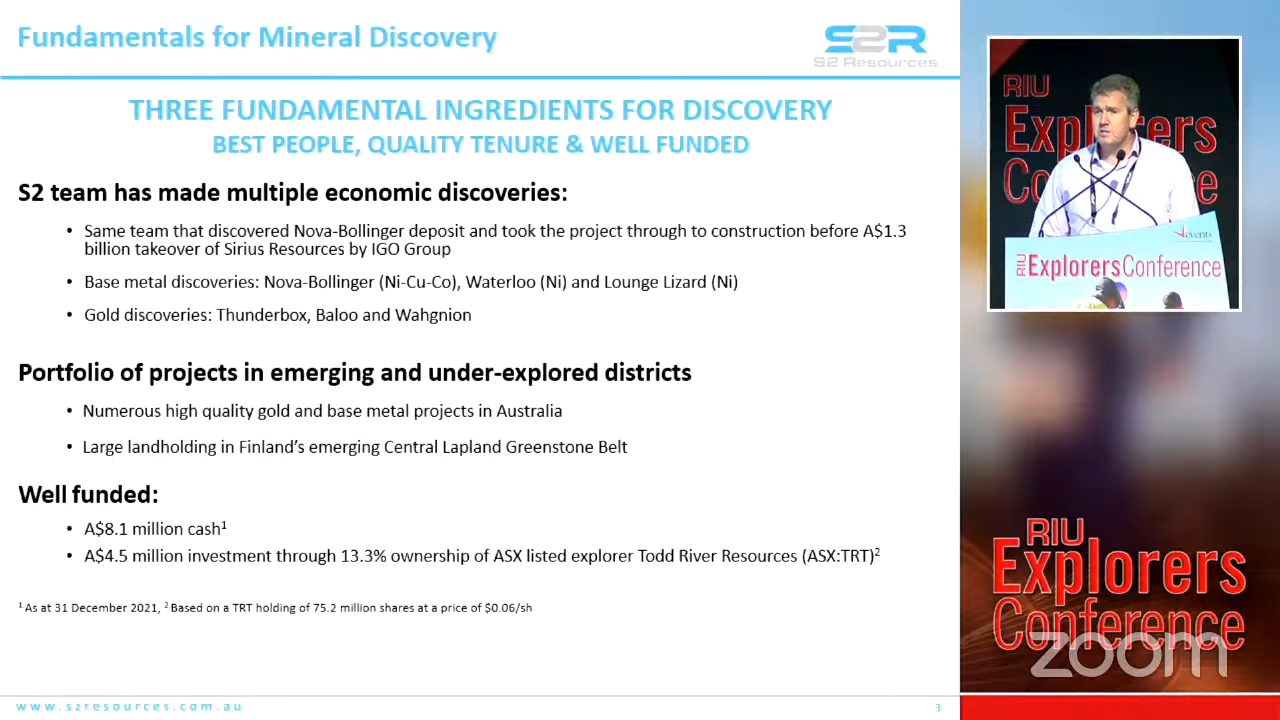 Fundamentals for Mineral Discovery
S2R
S2 Resources
THREE FUNDAMENTAL INGREDIENTS FOR DISCOVERY
BEST PEOPLE, QUALITY TENURE & WELL FUNDED
S2 team has made multiple economic discoveries:
• Same team that discovered Nova-Bollinger deposit and took the project through to construction before A$1.3
billion takeover of Sirius Resources by IGO Group
• Base metal discoveries: Nova-Bollinger (Ni-Cu-Co), Waterloo (Ni) and Lounge Lizard (Ni)
• Gold discoveries: Thunderbox, Baloo and Wahgnion
Portfolio of projects in emerging and under-explored districts
• Numerous high quality gold and base metal projects in Australia
• Large landholding in Finland's emerging Central Lapland Greenstone Belt
Well funded:
• A$8.1 million cash¹
• A$4.5 million investment through 13.3% ownership of ASX listed explorer Todd River Resources (ASX:TRT)²
¹ As at 31 December 2021, ² Based on a TRT holding of 75.2 million shares at a price of $0.06/sh
www.s2resources.com.au
3
RIU
Explorers
Conference
events
RIU ExplorersConference
RIU
Explorers
Conference
zoom